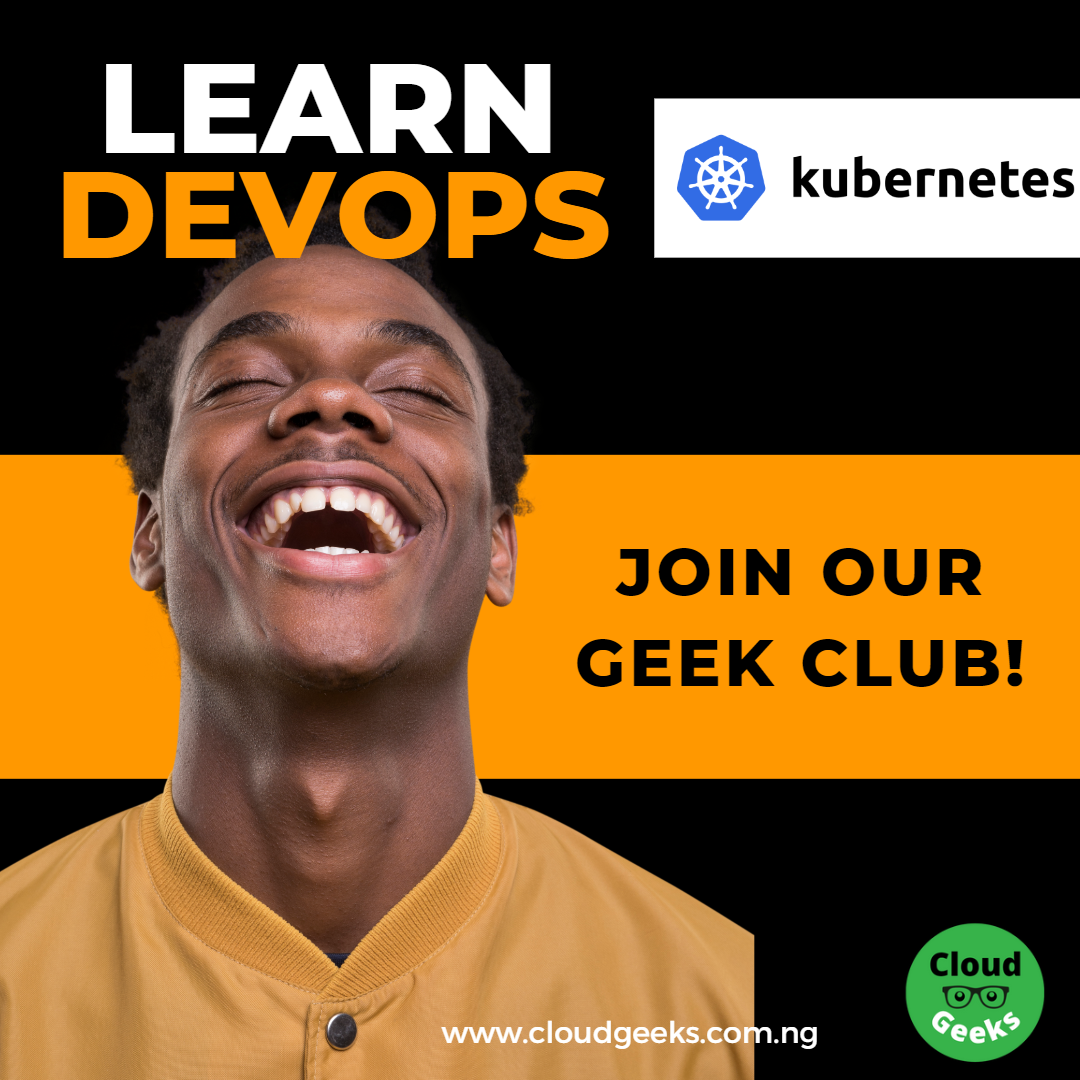 LEARN
DEVOPS
kubernetes
JOIN OUR
GEEK CLUB!
www.cloudgeeks.com.ng
Cloud
Geeks